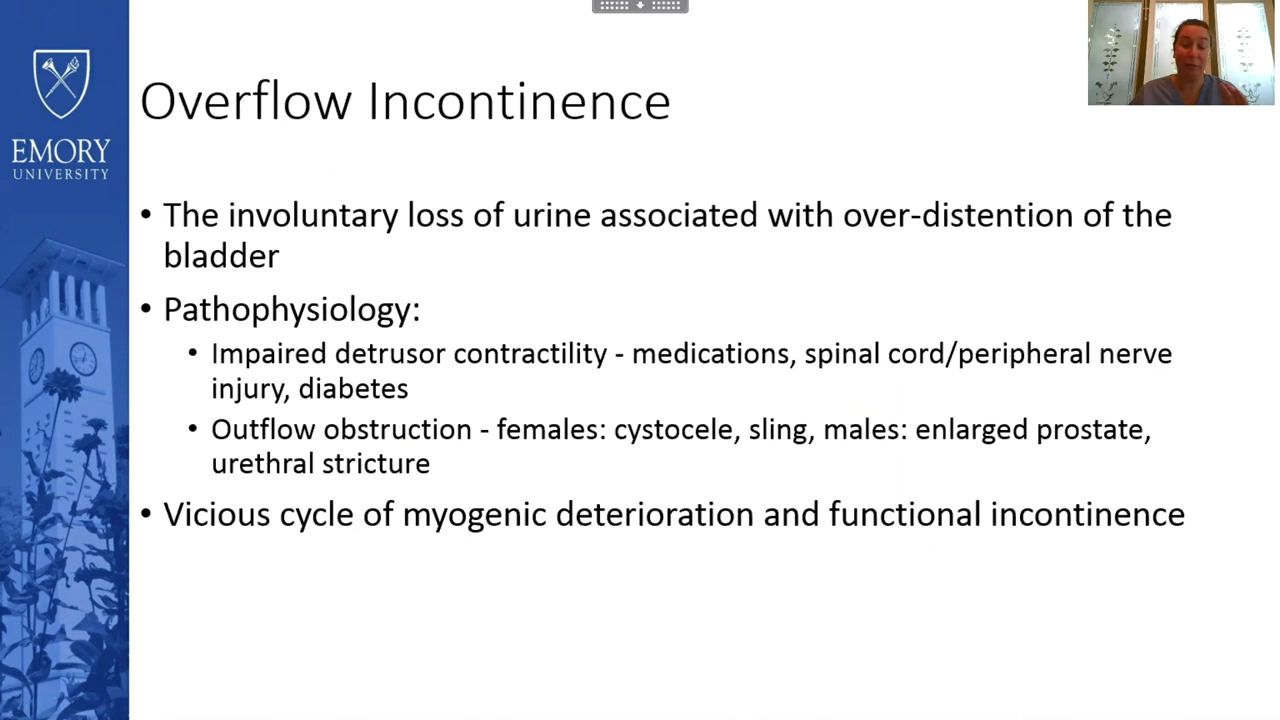 EMORY
UNIVERSITY
Overflow Incontinence
• The involuntary loss of urine associated with over-distention of the
bladder
• Pathophysiology:
• Impaired detrusor contractility - medications, spinal cord/peripheral nerve
injury, diabetes
• Outflow obstruction - females: cystocele, sling, males: enlarged prostate,
urethral stricture
• Vicious cycle of myogenic deterioration and functional incontinence